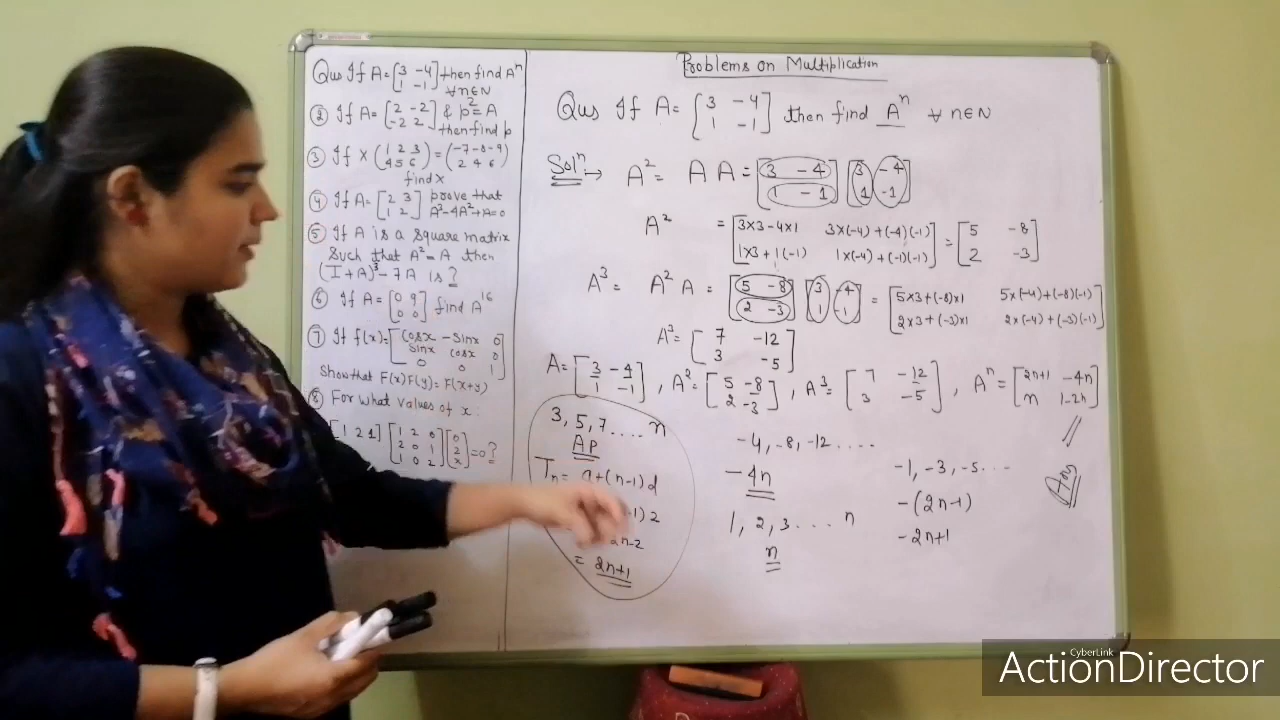 Qus If A = [3 -4 / 1 -1] then find Aⁿ
∀ n∈N
② If A = [2 -2 / -2 2] & p² = A
then find p
③ If X (1 2 3 / 4 5 6) = (-7 -8 -9 / 2 4 6)
find X
④ If A = [2 3 / 1 2] prove that
A³-4A²+A=0
⑤ If A is a square matrix
Such that A² = A then
(I+A)³ - 7A is ?
⑥ If A = [0 9 / 0 0] find A¹⁶
⑦ If f(x) = [cosx -sinx 0 / sinx cosx 0 / 0 0 1]
Show that F(x) F(y) = F(x+y)
⑧ For what values of x :
[1 2 1] [1 2 0 / 2 0 1 / 1 0 2] [0 / 2 / x] = 0 ?
Problems on Multiplication
Qus If A = [3 -4 / 1 -1] then find Aⁿ ∀ n∈N
Solⁿ → A² = A A = [3 -4 / 1 -1] [3 -4 / 1 -1]
A² = [3×3-4×1 3×(-4)+(-4)(-1) / 1×3+1(-1) 1×(-4)+(-1)(-1)] = [5 -8 / 2 -3]
A³ = A² A = [5 -8 / 2 -3] [3 -4 / 1 -1] = [5×3+(-8)×1 5×(-4)+(-8)(-1) / 2×3+(-3)×1 2×(-4)+(-3)(-1)]
A³ = [7 -12 / 3 -5]
A = [3 -4 / 1 -1] , A² = [5 -8 / 2 -3] , A³ = [7 -12 / 3 -5] , Aⁿ = [2n+1 -4n / n 1-2n]
3, 5, 7 .... n
AP
Tn = a+(n-1)d
-1) 2
2n-2
= 2n+1
-4, -8, -12 ....
-4n
1, 2, 3 .... n
n
-1, -3, -5 ...
-(2n-1)
-2n+1
Ans
CyberLink
ActionDirector